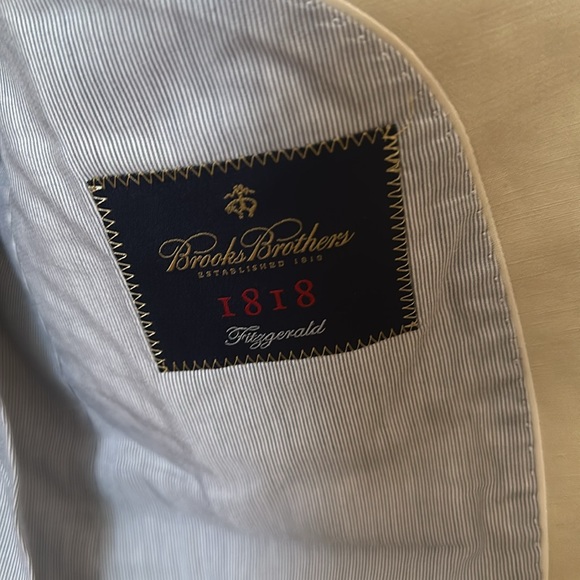 Brooks Brothers
ESTABLISHED 1818
1818
Fitzgerald